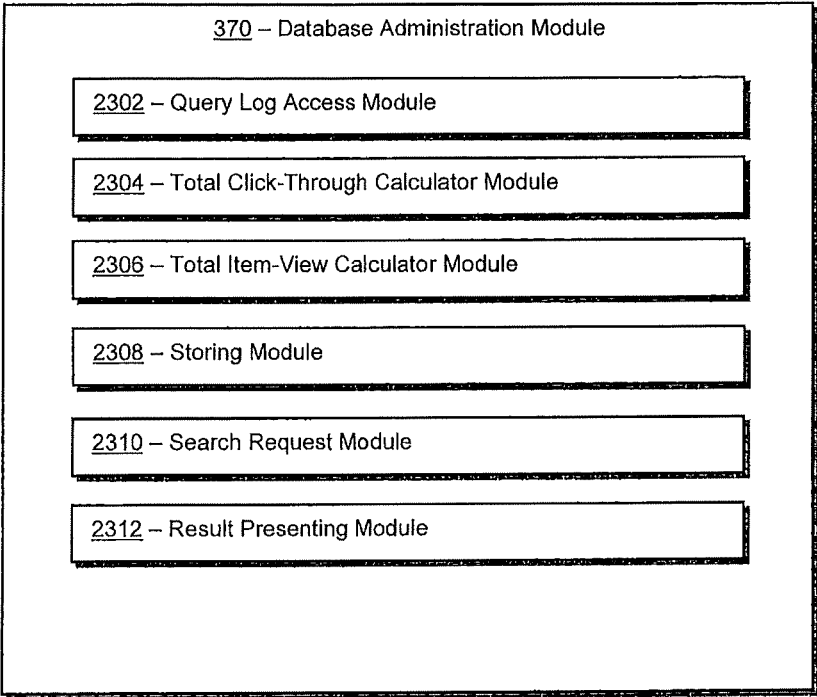 370 – Database Administration Module
2302 – Query Log Access Module
2304 – Total Click-Through Calculator Module
2306 – Total Item-View Calculator Module
2308 – Storing Module
2310 – Search Request Module
2312 – Result Presenting Module